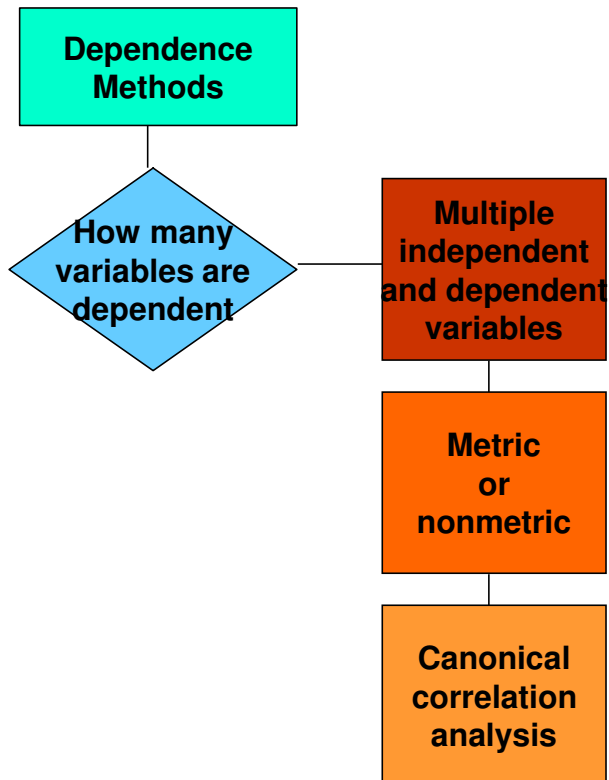 Dependence
Methods
How many
variables are
dependent
Multiple
independent
and dependent
variables
Metric
or
nonmetric
Canonical
correlation
analysis